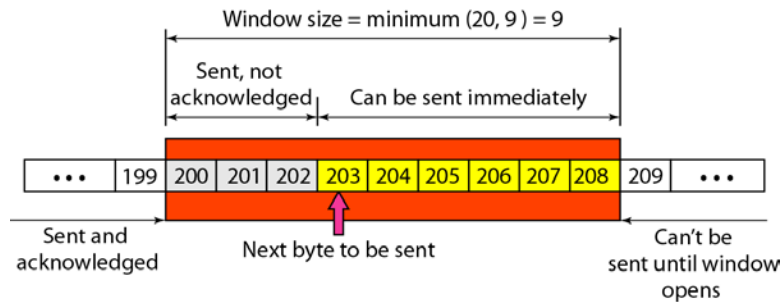 Window size = minimum (20, 9 ) = 9
Sent, not
acknowledged
Can be sent immediately
••• 199 200 201 202 203 204 205 206 207 208 209 •••
Sent and
acknowledged
Next byte to be sent
Can't be
sent until window
opens